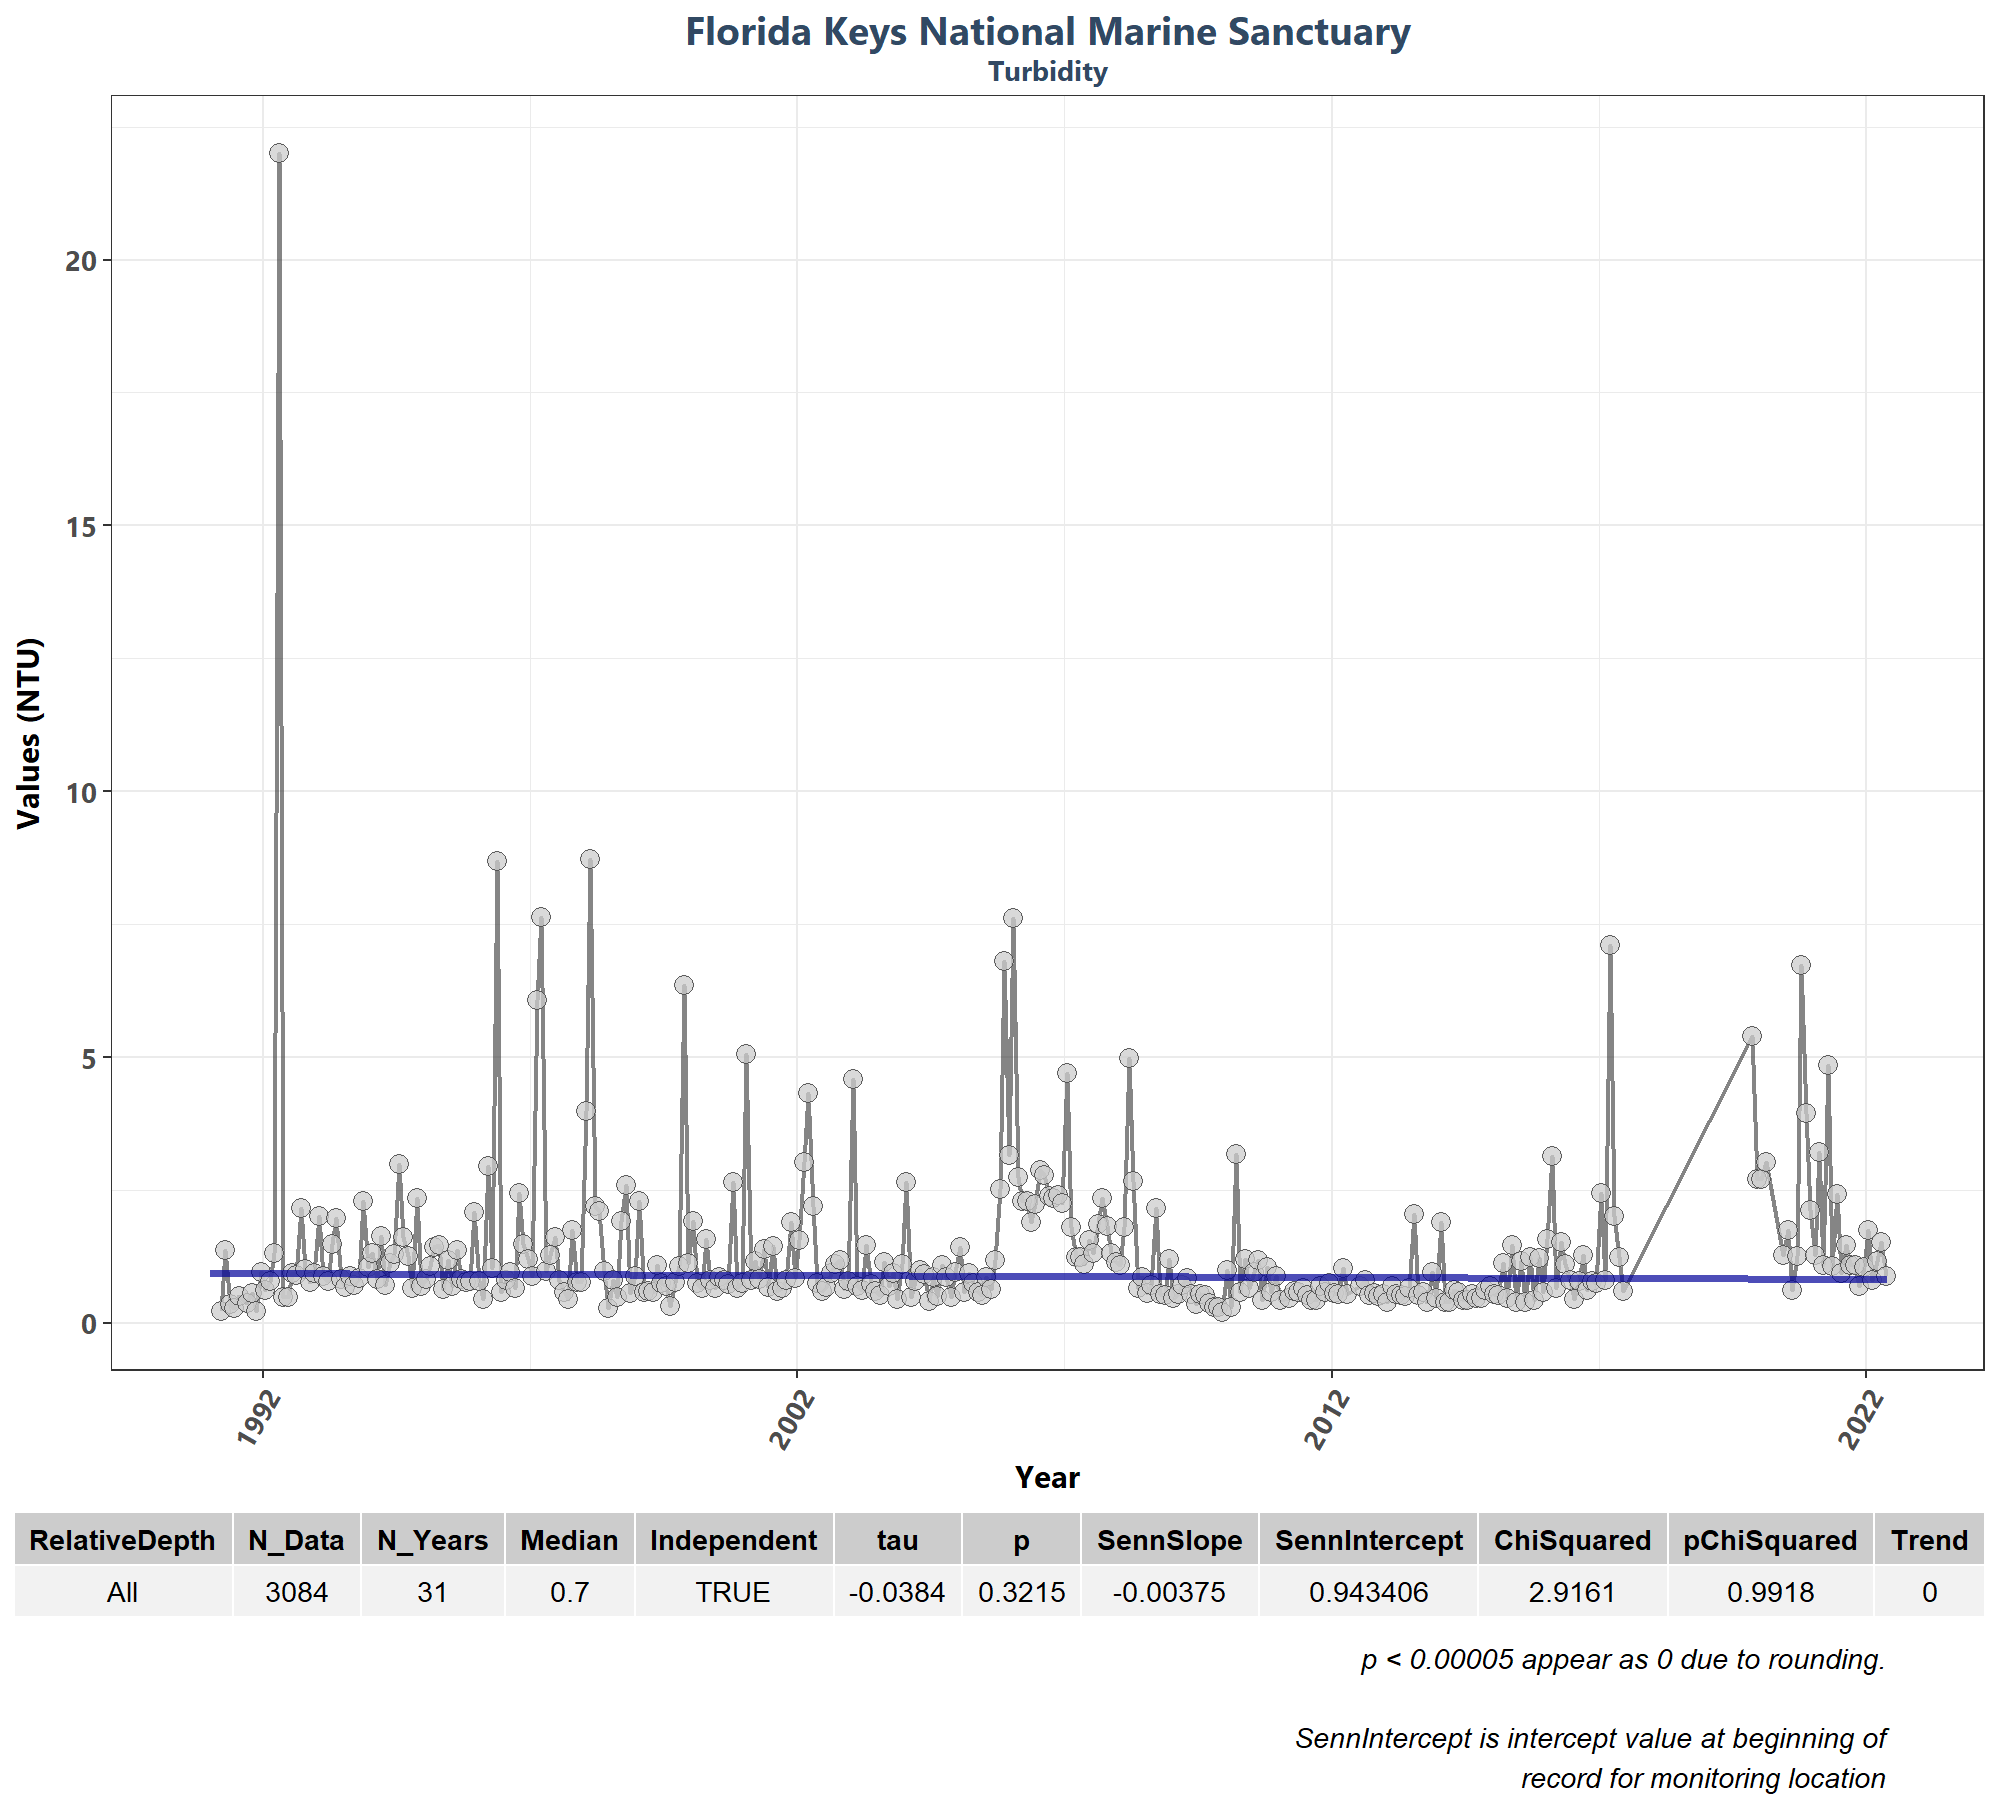 Florida Keys National Marine Sanctuary
Turbidity
Values (NTU)
20
15
10
5
0
1992 2002 2012 2022
Year
RelativeDepth N_Data N_Years Median Independent tau p SennSlope SennIntercept ChiSquared pChiSquared Trend
All 3084 31 0.7 TRUE -0.0384 0.3215 -0.00375 0.943406 2.9161 0.9918 0
p < 0.00005 appear as 0 due to rounding.
SennIntercept is intercept value at beginning of
record for monitoring location